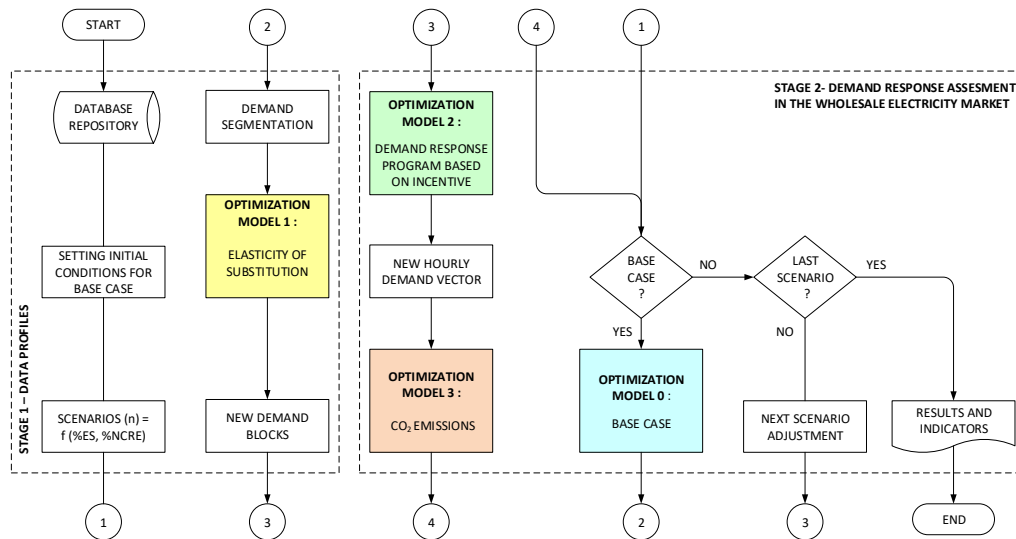 START
2
3
4
1
STAGE 1 – DATA PROFILES
DATABASE
REPOSITORY
SETTING INITIAL
CONDITIONS FOR
BASE CASE
SCENARIOS (n) =
f (%ES, %NCRE)
1
DEMAND
SEGMENTATION
OPTIMIZATION
MODEL 1 :
ELASTICITY OF
SUBSTITUTION
NEW DEMAND
BLOCKS
3
STAGE 2- DEMAND RESPONSE ASSESMENT
IN THE WHOLESALE ELECTRICITY MARKET
OPTIMIZATION
MODEL 2 :
DEMAND RESPONSE
PROGRAM BASED
ON INCENTIVE
NEW HOURLY
DEMAND VECTOR
OPTIMIZATION
MODEL 3 :
CO₂ EMISSIONS
4
BASE
CASE
?
NO
YES
OPTIMIZATION
MODEL 0 :
BASE CASE
2
LAST
SCENARIO
?
YES
NO
NEXT SCENARIO
ADJUSTMENT
3
RESULTS AND
INDICATORS
END